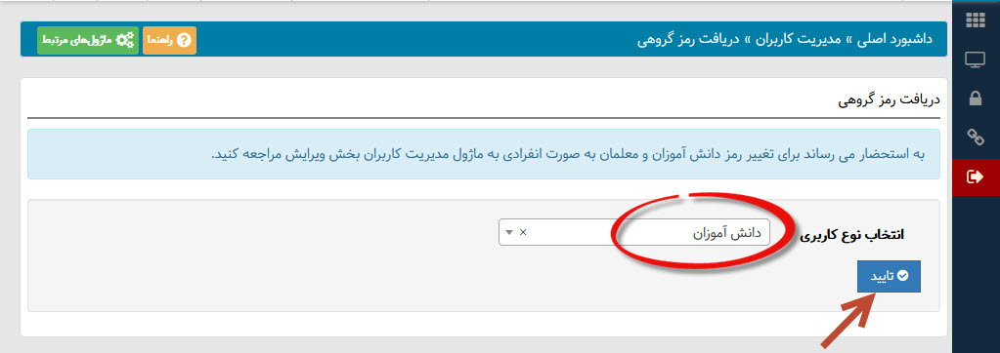 داشبورد اصلی » مدیریت کاربران » دریافت رمز گروهی
راهنما
ماژول‌های مرتبط
دریافت رمز گروهی
به استحضار می رساند برای تغییر رمز دانش آموزان و معلمان به صورت انفرادی به ماژول مدیریت کاربران بخش ویرایش مراجعه کنید.
انتخاب نوع کاربری
دانش آموزان ×
تایید